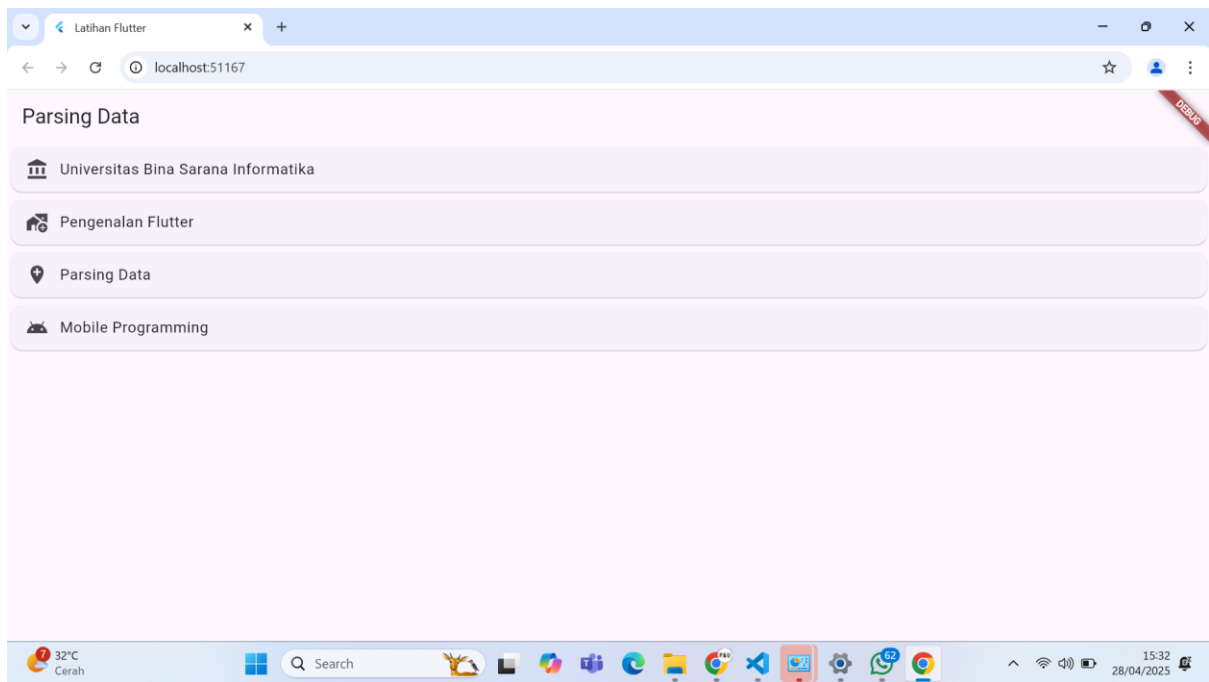 Latihan Flutter
localhost:51167
Parsing Data
DEBUG
Universitas Bina Sarana Informatika
Pengenalan Flutter
Parsing Data
Mobile Programming
7
32°C
Cerah
Search
62
15:32
28/04/2025